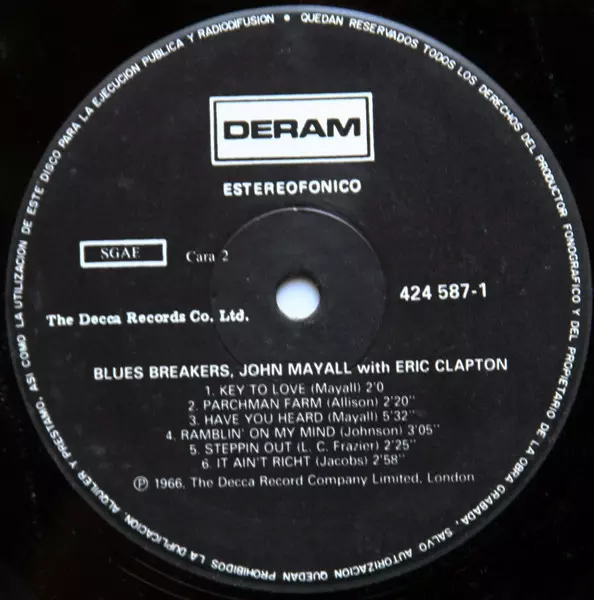 QUEDAN RESERVADOS TODOS LOS DERECHOS DEL PRODUCTOR FONOGRAFICO Y DEL PROPIETARIO DE LA OBRA GRABADA, SALVO AUTORIZACION QUEDAN PROHIBIDOS LA DUPLICACION, ALQUILER Y PRESTAMO, ASI COMO LA UTILIZACION DE ESTE DISCO PARA LA EJECUCION PUBLICA Y RADIODIFUSION •
DERAM
ESTEREOFONICO
SGAE Cara 2
424 587-1
The Decca Records Co. Ltd.
BLUES BREAKERS, JOHN MAYALL with ERIC CLAPTON
1. KEY TO LOVE (Mayall) 2'0
2. PARCHMAN FARM (Allison) 2'20"
3. HAVE YOU HEARD (Mayall) 5'32"
4. RAMBLIN' ON MY MIND (Johnson) 3'05"
5. STEPPIN OUT (L. C. Frazier) 2'25"
6. IT AIN'T RICHT (Jacobs) 2'58"
Ⓟ 1966, The Decca Record Company Limited, London